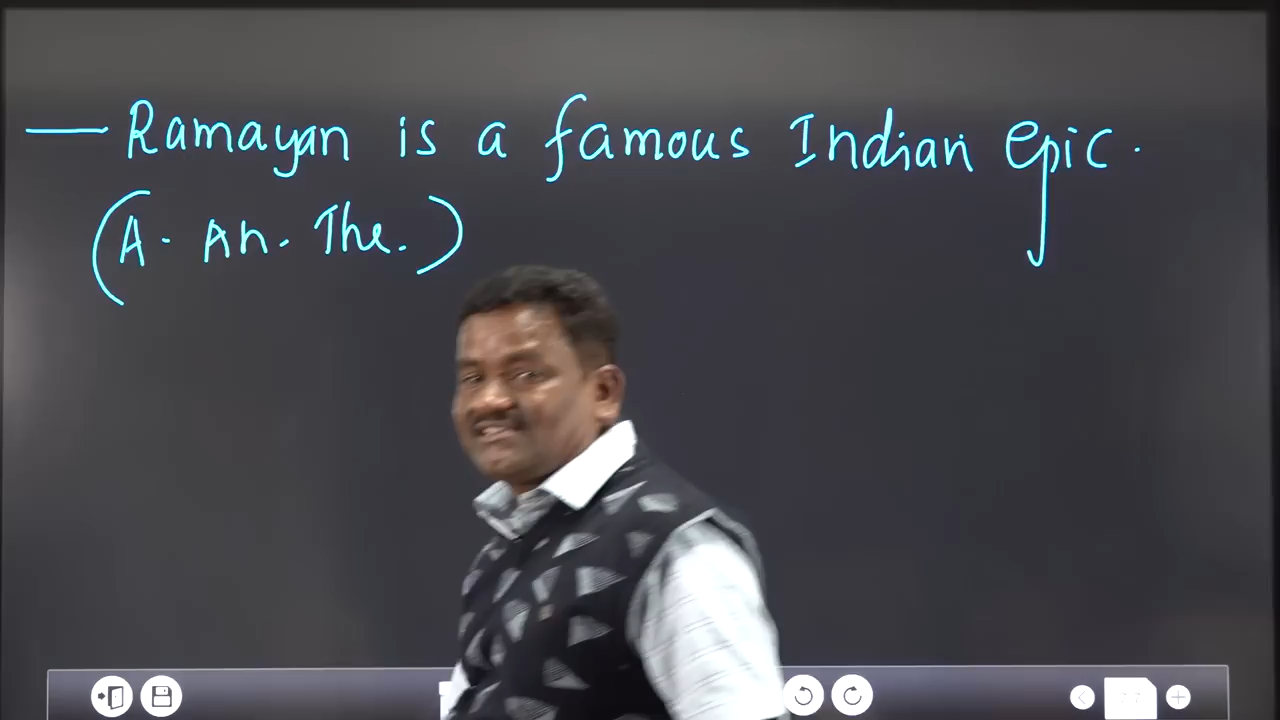 — Ramayan is a famous Indian epic.
(A. An. The.)